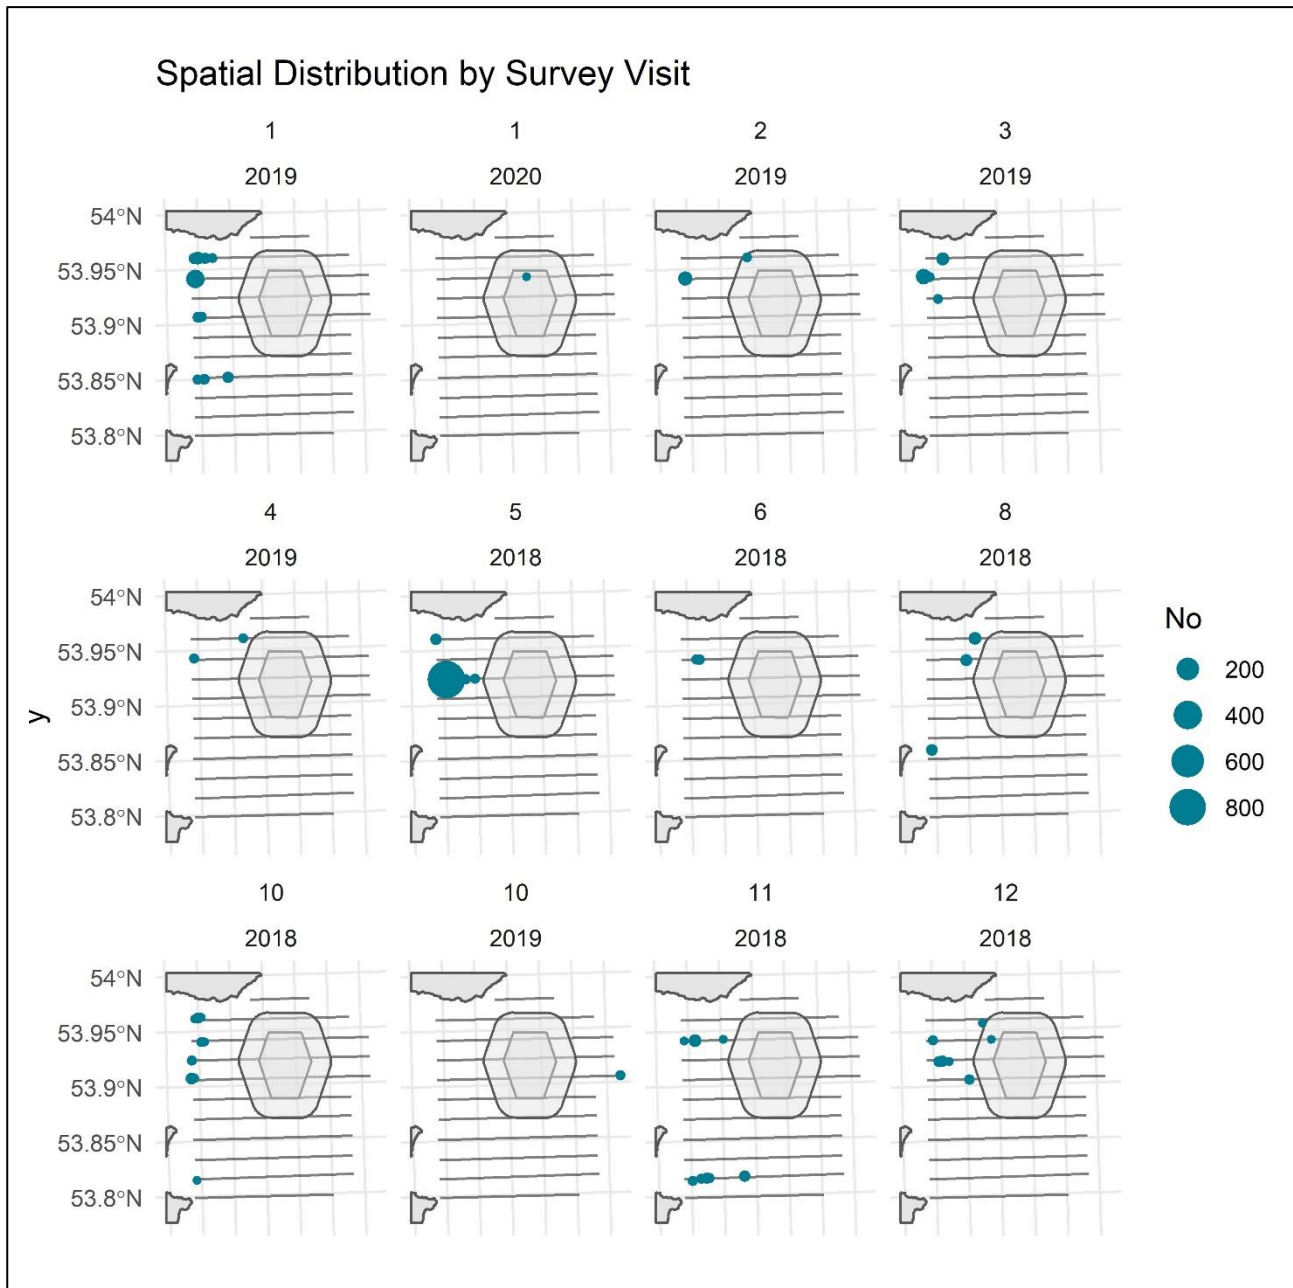 Spatial Distribution by Survey Visit
1 1 2 3
2019 2020 2019 2019
54°N
53.95°N
53.9°N
53.85°N
53.8°N
4 5 6 8
2019 2018 2018 2018
54°N
53.95°N
53.9°N
53.85°N
53.8°N
10 10 11 12
2018 2019 2018 2018
54°N
53.95°N
53.9°N
53.85°N
53.8°N
y
No
200
400
600
800